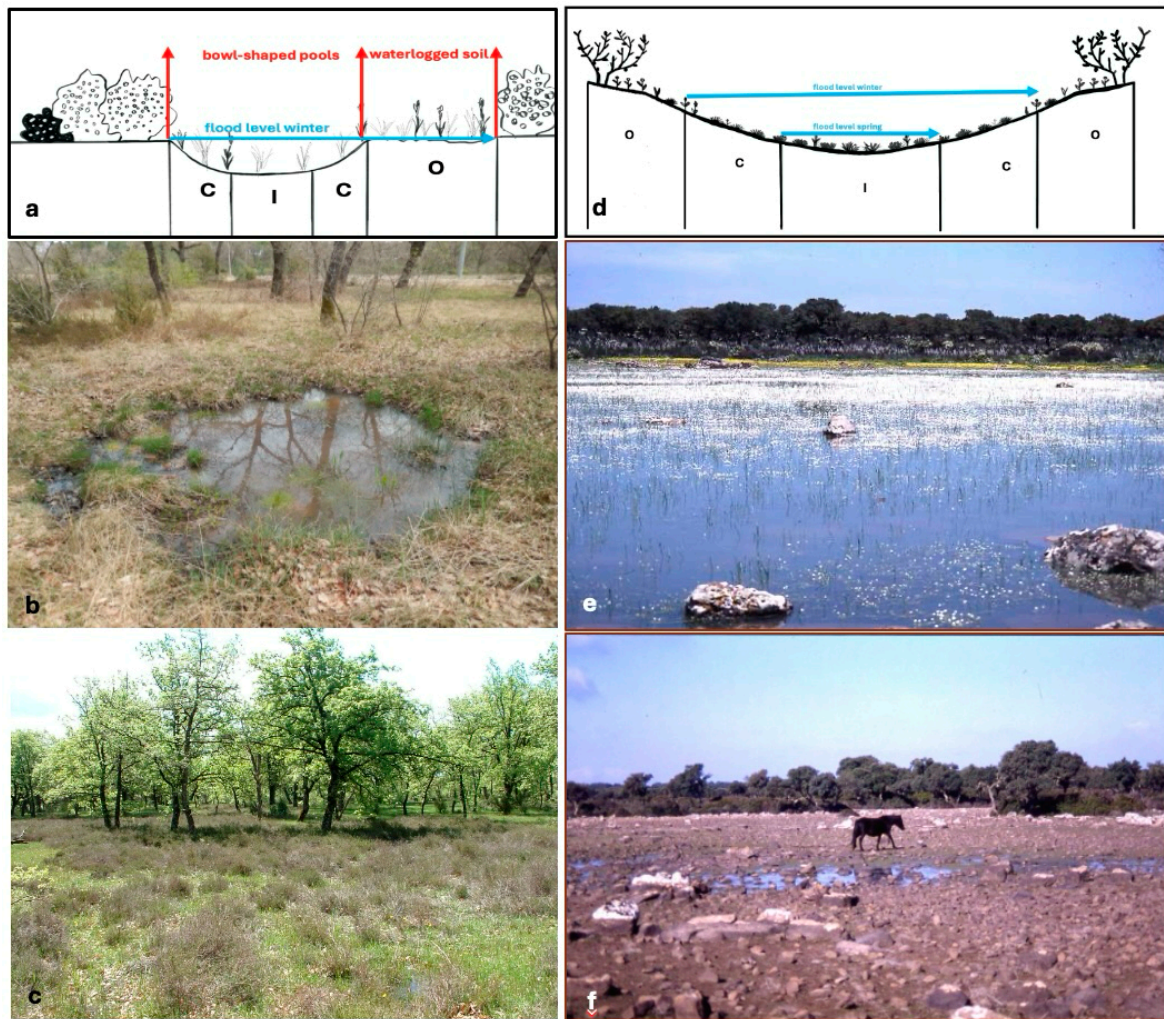 bowl-shaped pools
waterlogged soil
flood level winter
C
I
C
O
a
b
c
flood level winter
flood level spring
O
C
I
C
O
d
e
f